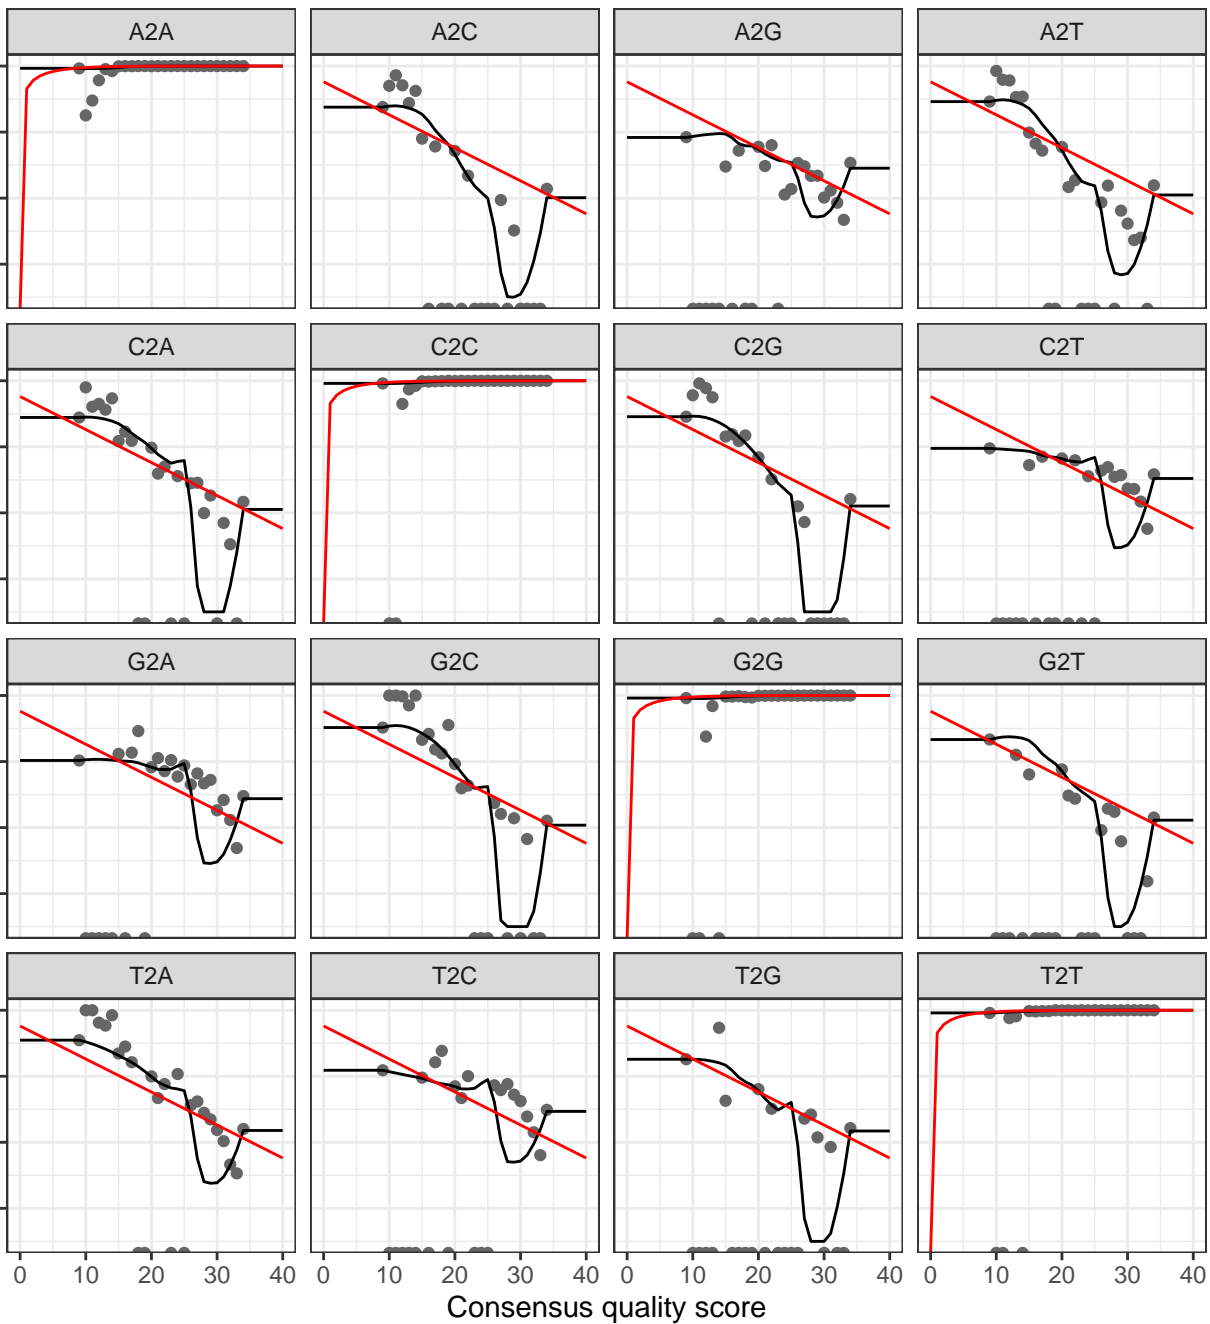 A2A A2C A2G A2T
C2A C2C C2G C2T
G2A G2C G2G G2T
T2A T2C T2G T2T
0 10 20 30 40 0 10 20 30 40 0 10 20 30 40 0 10 20 30 40
Consensus quality score